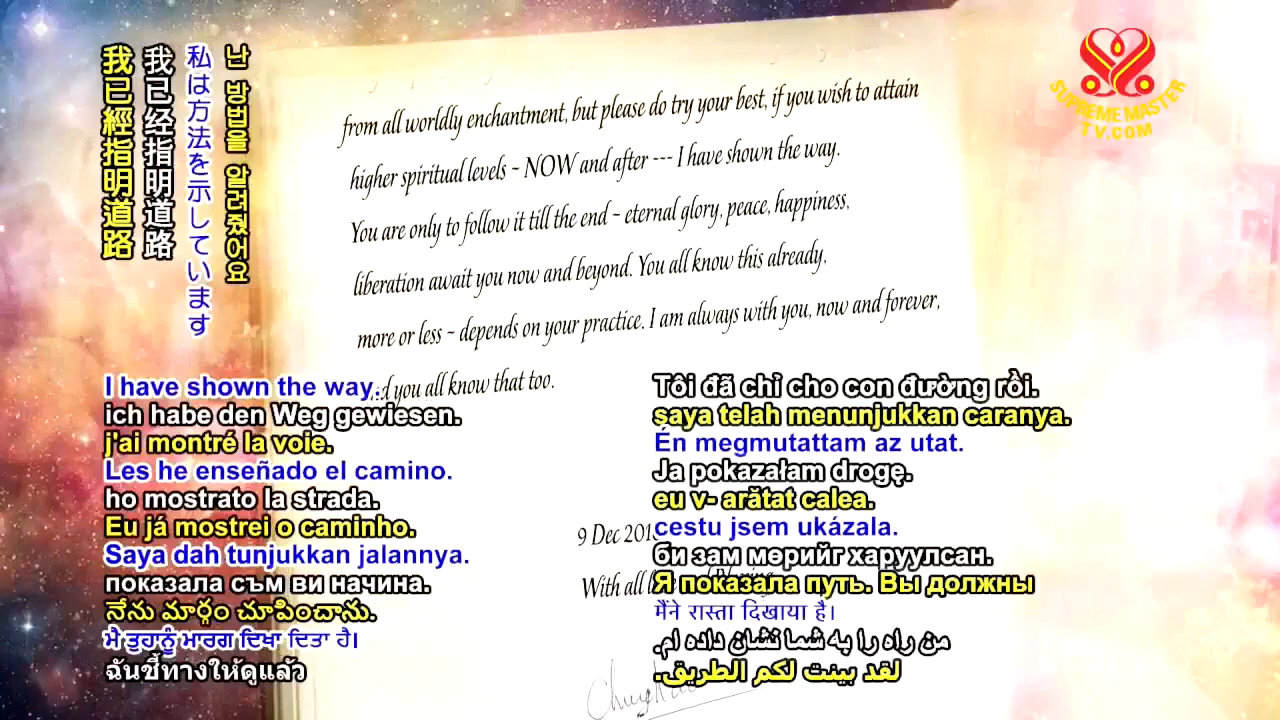 我已經指明道路
我已经指明道路
私は方法を示しています
난 방법을 알려줬어요
SUPREME MASTER
TV.COM
from all worldly enchantment, but please do try your best, if you wish to attain
higher spiritual levels ~ NOW and after --- I have shown the way.
You are only to follow it till the end ~ eternal glory, peace, happiness,
liberation await you now and beyond. You all know this already,
more or less ~ depends on your practice. I am always with you, now and forever,
you all know that too.
9 Dec
With all
I have shown the way.
ich habe den Weg gewiesen.
j'ai montré la voie.
Les he enseñado el camino.
ho mostrato la strada.
Eu já mostrei o caminho.
Saya dah tunjukkan jalannya.
показала съм ви начина.
నేను మార్గం చూపించాను.
ਮੈ ਤੁਹਾਨੂੰ ਮਾਰਗ ਦਿਖਾ ਦਿਤਾ ਹੈ।
ฉันชี้ทางให้ดูแล้ว
Tôi đã chỉ cho con đường rồi.
saya telah menunjukkan caranya.
Én megmutattam az utat.
Ja pokazałam drogę.
eu v- arătat calea.
cestu jsem ukázala.
би зам мөрийг харуулсан.
Я показала путь. Вы должны
मैंने रास्ता दिखाया है।
من راه را به شما نشان داده ام.
لقد بينت لكم الطريق.